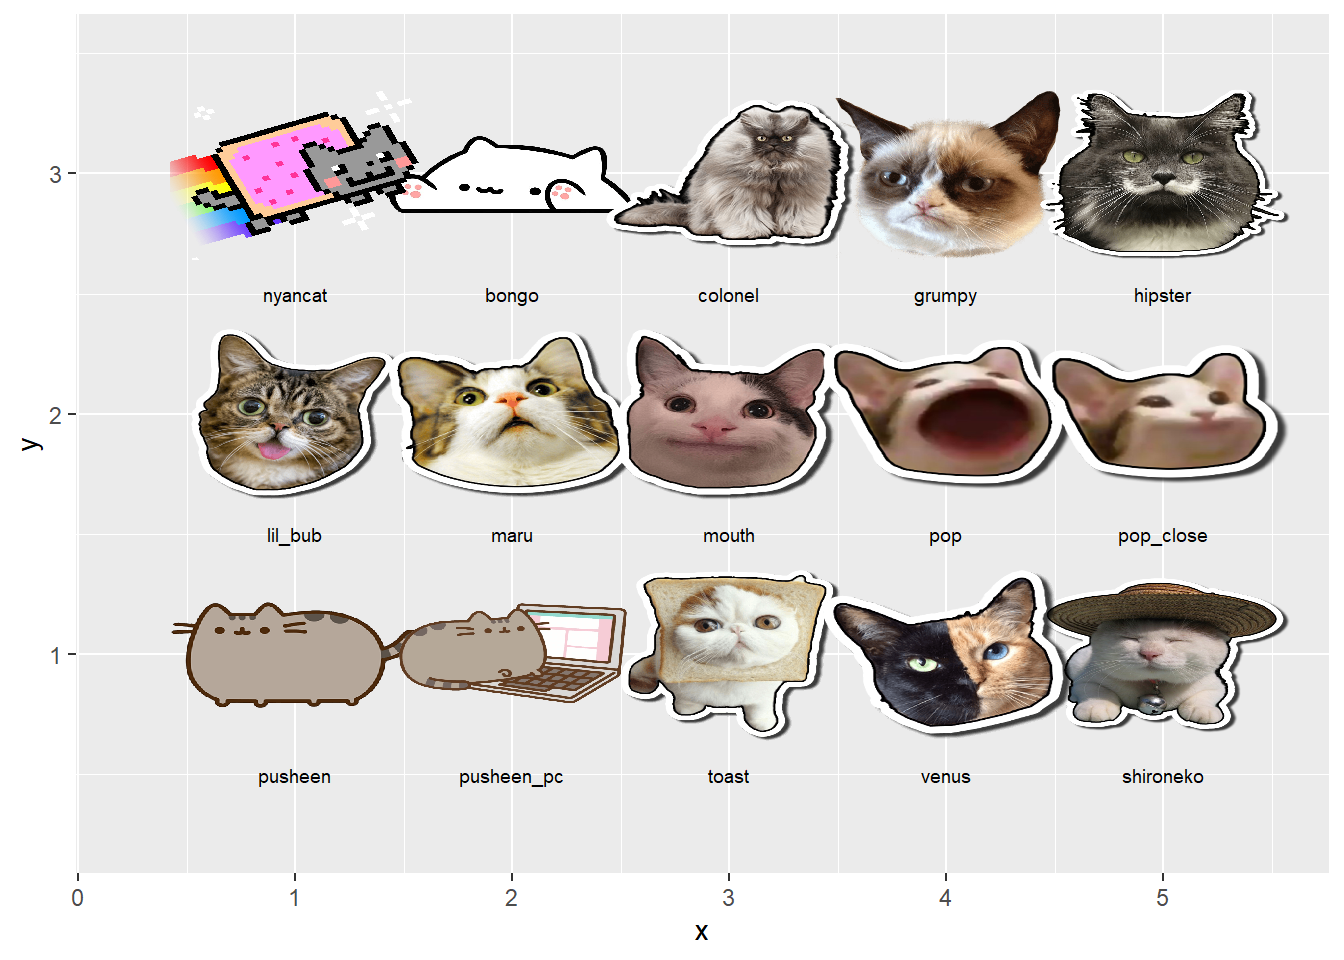 3
nyancat bongo colonel grumpy hipster
2
lil_bub maru mouth pop pop_close
y
1
pusheen pusheen_pc toast venus shironeko
0 1 2 3 4 5
x